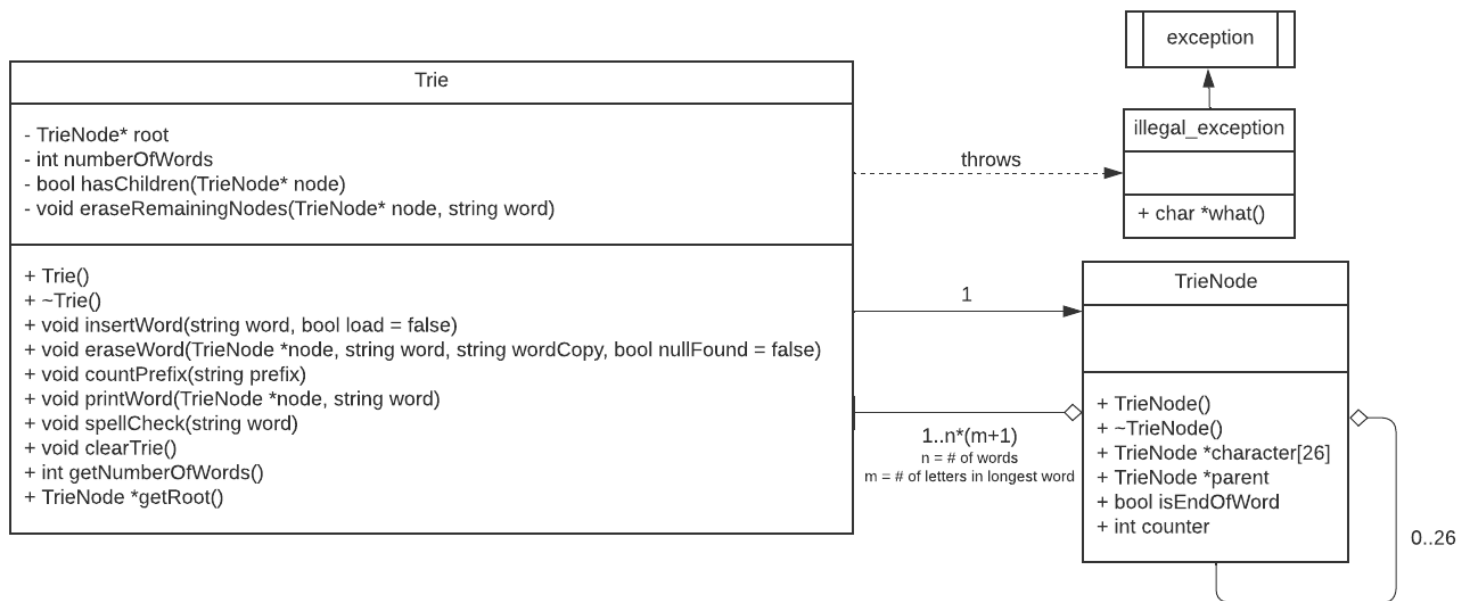 exception
Trie
illegal_exception
- TrieNode* root
- int numberOfWords
- bool hasChildren(TrieNode* node)
- void eraseRemainingNodes(TrieNode* node, string word)
throws
+ char *what()
+ Trie()
+ ~Trie()
+ void insertWord(string word, bool load = false)
+ void eraseWord(TrieNode *node, string word, string wordCopy, bool nullFound = false)
+ void countPrefix(string prefix)
+ void printWord(TrieNode *node, string word)
+ void spellCheck(string word)
+ void clearTrie()
+ int getNumberOfWords()
+ TrieNode *getRoot()
1
1..n*(m+1)
n = # of words
m = # of letters in longest word
TrieNode
+ TrieNode()
+ ~TrieNode()
+ TrieNode *character[26]
+ TrieNode *parent
+ bool isEndOfWord
+ int counter
0..26